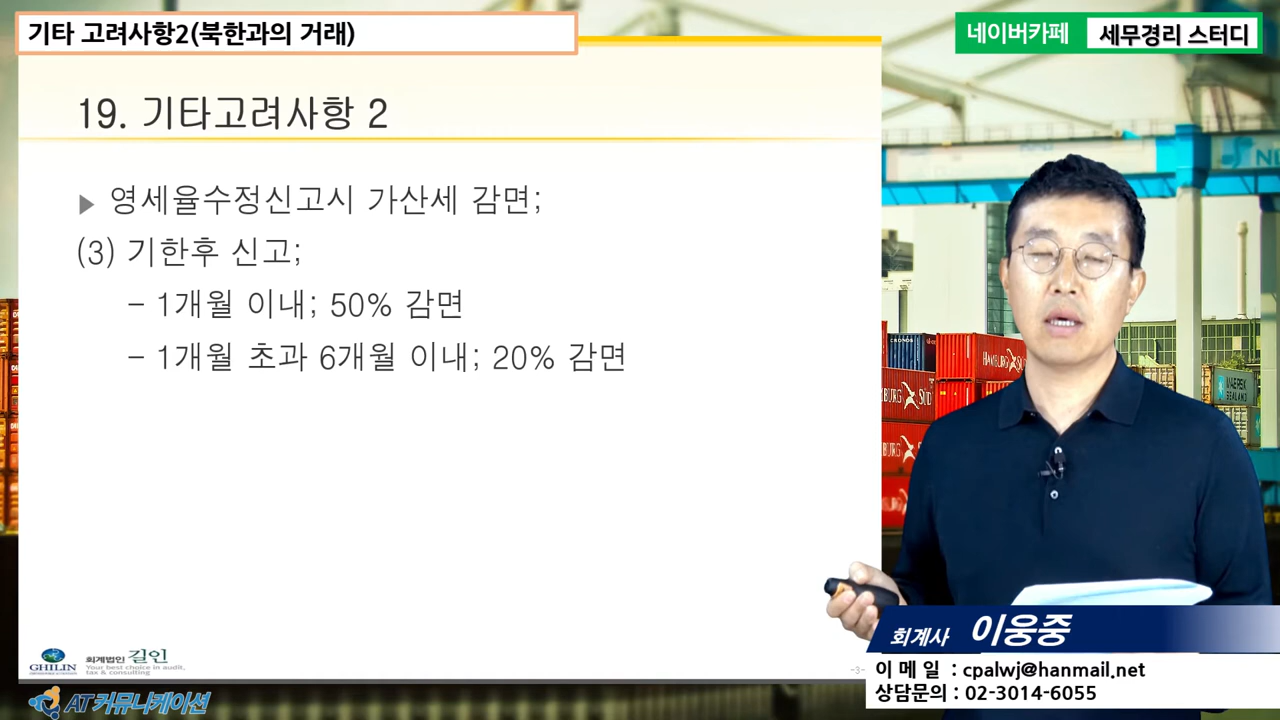 기타 고려사항2(북한과의 거래)
네이버카페 세무경리 스터디
19. 기타고려사항 2
▶ 영세율수정신고시 가산세 감면;
(3) 기한후 신고;
– 1개월 이내; 50% 감면
– 1개월 초과 6개월 이내; 20% 감면
CRONOS
HAMBURG SÜD
MAERSK
SEALAND
GHILIN
회계법인 길인
Your best choice in audit,
tax & consulting
-3-
AT커뮤니케이션
회계사 이웅중
이 메 일 : cpalwj@hanmail.net
상담문의 : 02-3014-6055